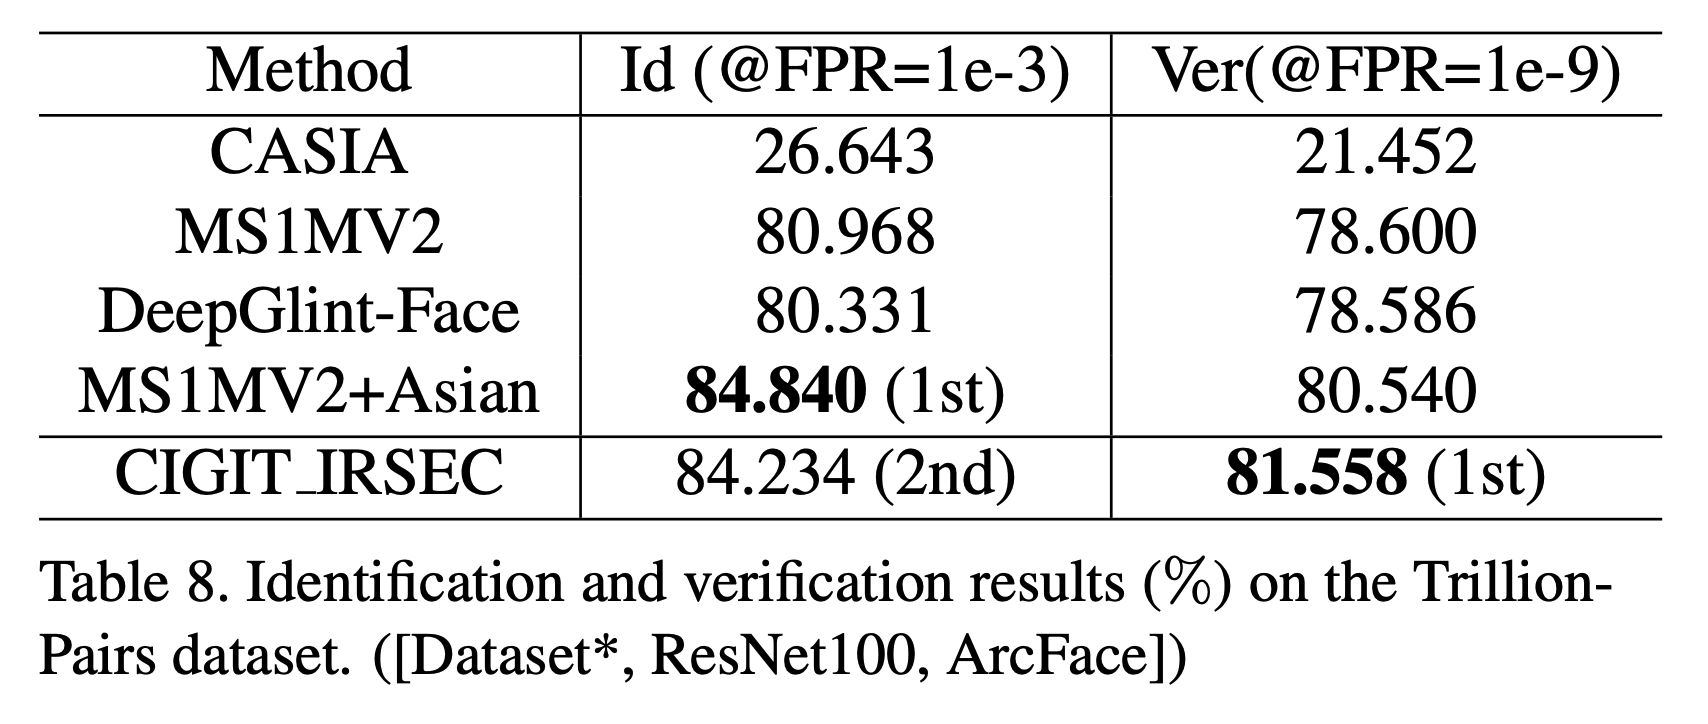 Method Id (@FPR=1e-3) Ver(@FPR=1e-9)
CASIA 26.643 21.452
MS1MV2 80.968 78.600
DeepGlint-Face 80.331 78.586
MS1MV2+Asian 84.840 (1st) 80.540
CIGIT_IRSEC 84.234 (2nd) 81.558 (1st)
Table 8. Identification and verification results (%) on the Trillion-
Pairs dataset. ([Dataset*, ResNet100, ArcFace])